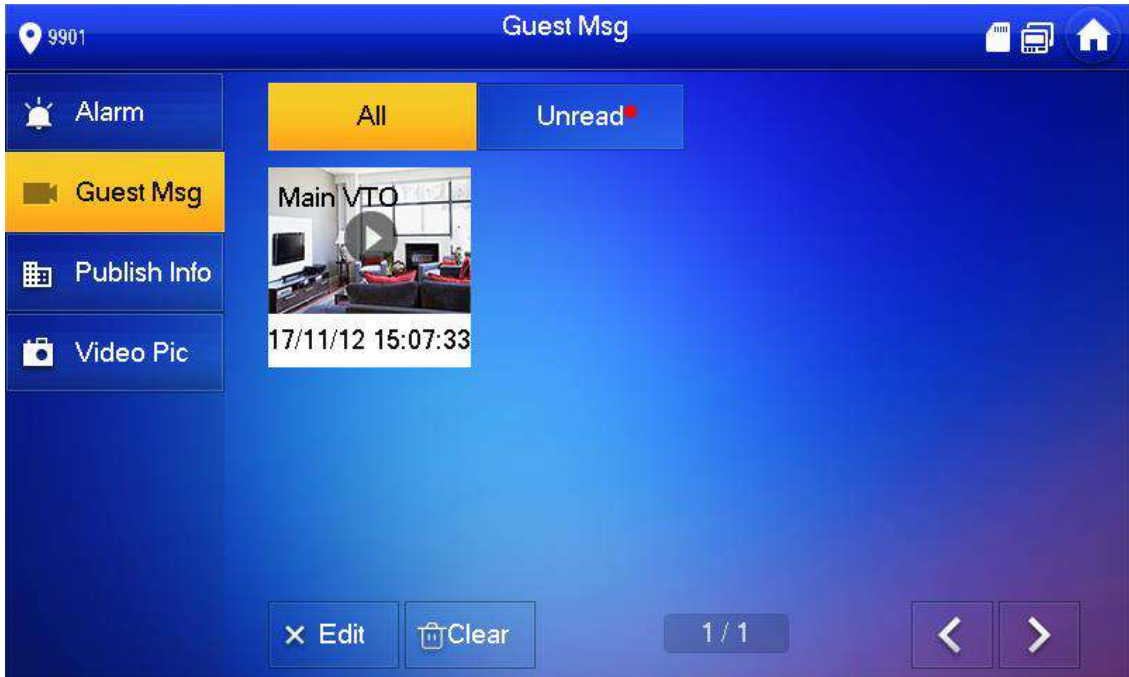 9901
Guest Msg
Alarm
All
Unread
Guest Msg
Main VTO
Publish Info
Video Pic
17/11/12 15:07:33
Edit
Clear
1 / 1